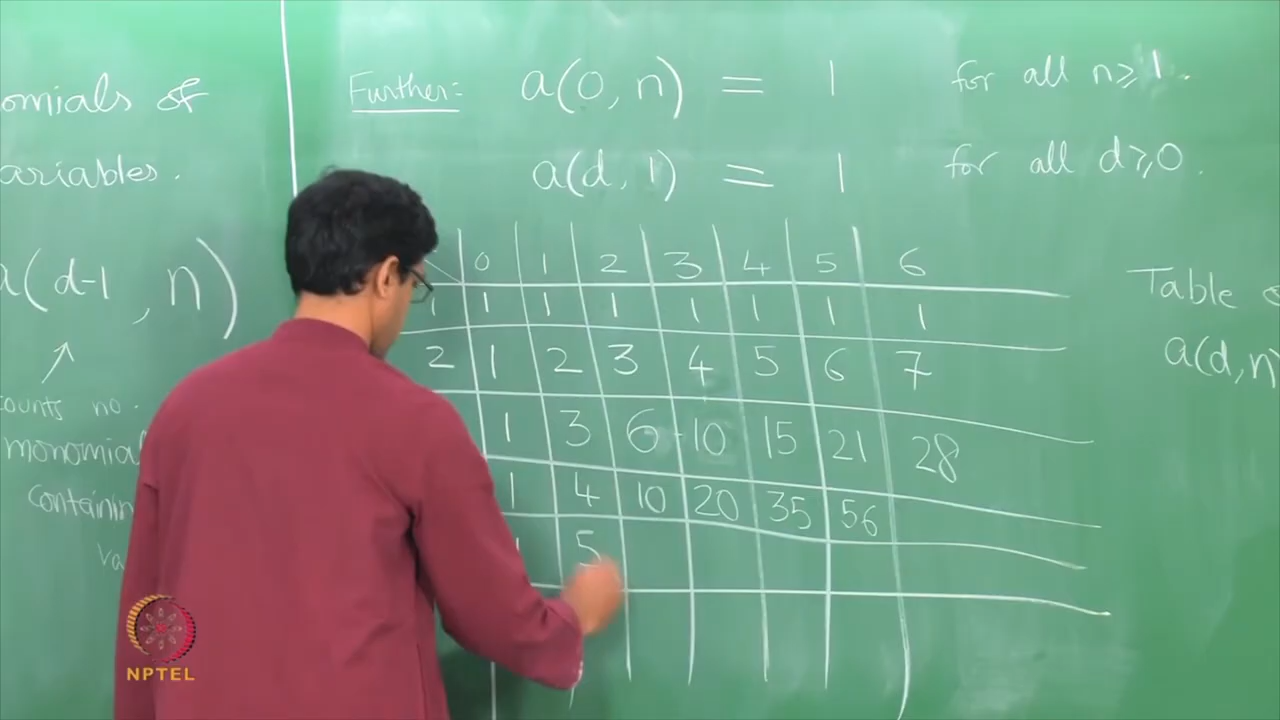 omials of
ariables.
a(d-1, n)
ounts no.
monomial
containin
va
Further:- a(0, n) = 1 for all n ≥ 1.
a(d, 1) = 1 for all d ≥ 0.
0 1 2 3 4 5 6
1 1 1 1 1 1 1 1
2 1 2 3 4 5 6 7
1 3 6 10 15 21 28
1 4 10 20 35 56
1 5
Table
a(d, n)
NPTEL